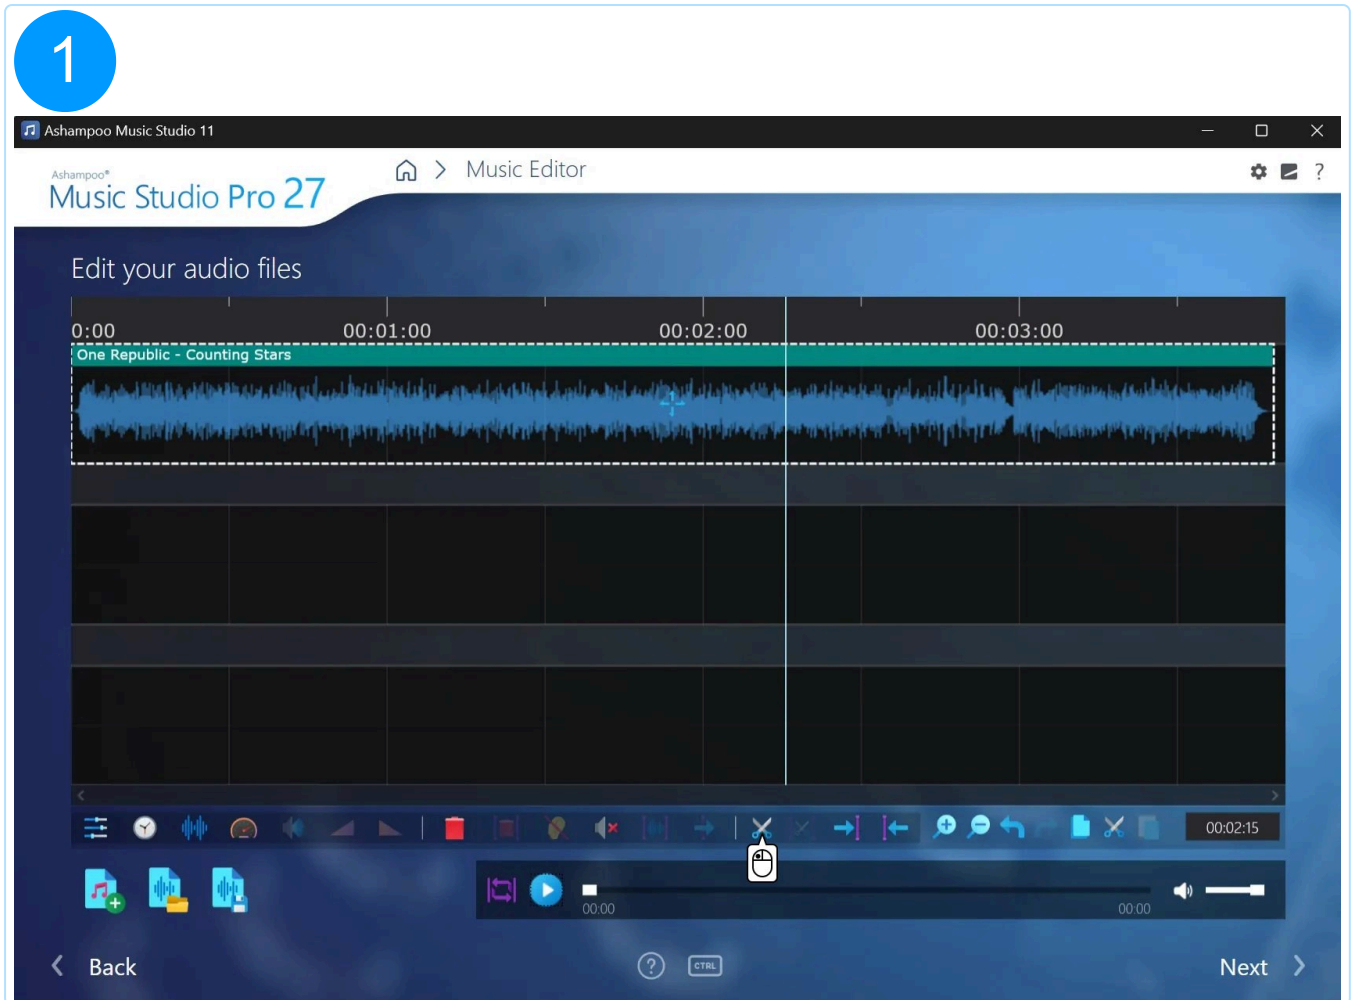 1
Ashampoo Music Studio 11
Ashampoo®
Music Studio Pro 27
Music Editor
?
Edit your audio files
0:00 00:01:00 00:02:00 00:03:00
One Republic - Counting Stars
00:02:15
00:00 00:00
Back
?
CTRL
Next